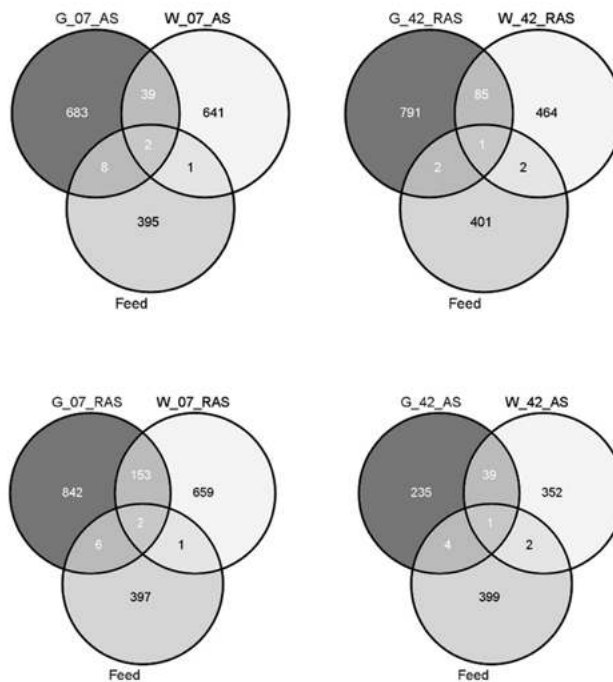 G_07_AS W_07_AS
39
683 641
2
8 1
395
Feed
G_42_RAS W_42_RAS
85
791 464
1
2 2
401
Feed
G_07_RAS W_07_RAS
153
842 659
2
6 1
397
Feed
G_42_AS W_42_AS
39
235 352
1
4 2
399
Feed